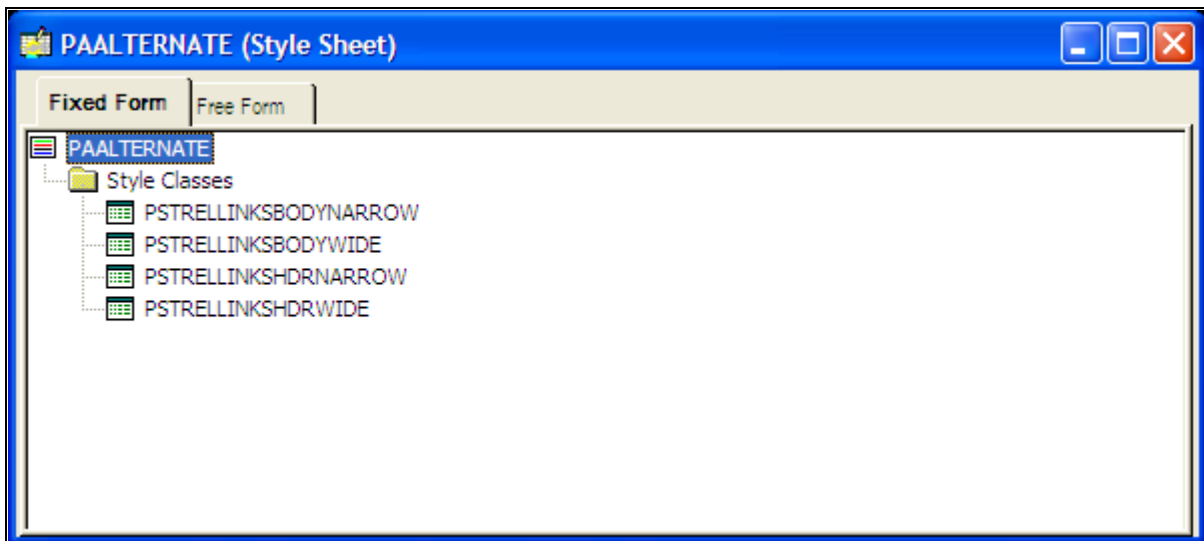 PAALTERNATE (Style Sheet)
Fixed Form Free Form
PAALTERNATE
Style Classes
PSTRELLINKSBODYNARROW
PSTRELLINKSBODYWIDE
PSTRELLINKSHDRNARROW
PSTRELLINKSHDRWIDE